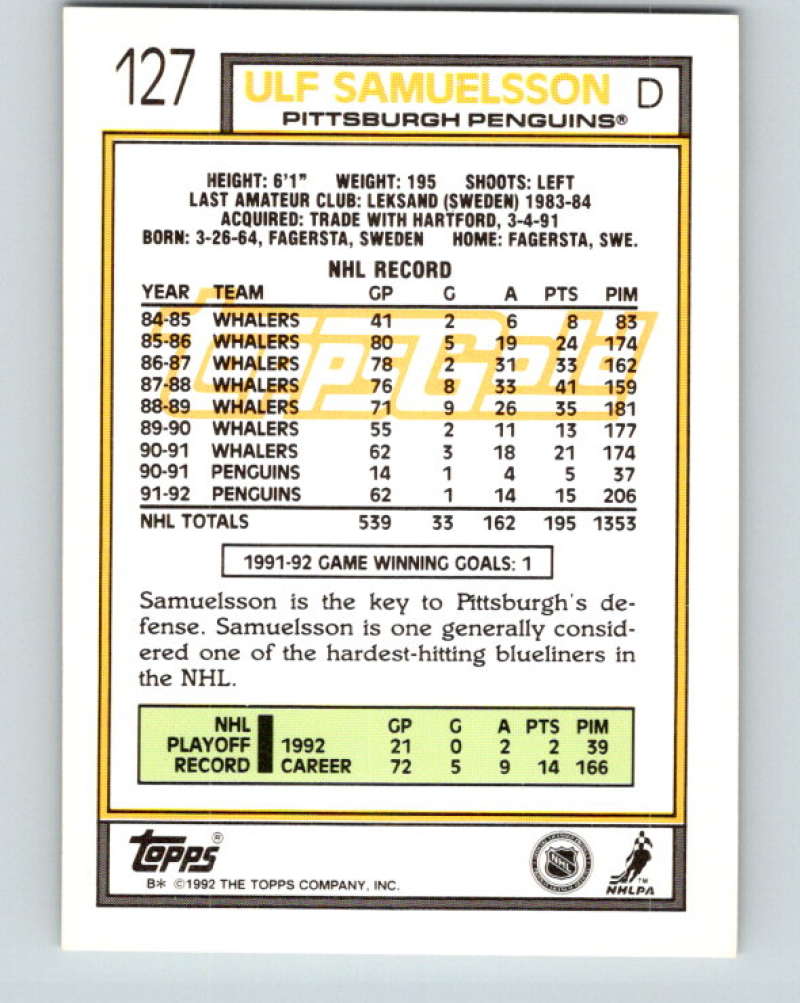 127
ULF SAMUELSSON D
PITTSBURGH PENGUINS®
HEIGHT: 6'1" WEIGHT: 195 SHOOTS: LEFT
LAST AMATEUR CLUB: LEKSAND (SWEDEN) 1983-84
ACQUIRED: TRADE WITH HARTFORD, 3-4-91
BORN: 3-26-64, FAGERSTA, SWEDEN HOME: FAGERSTA, SWE.
NHL RECORD
YEAR TEAM GP G A PTS PIM
84-85 WHALERS 41 2 6 8 83
85-86 WHALERS 80 5 19 24 174
86-87 WHALERS 78 2 31 33 162
87-88 WHALERS 76 8 33 41 159
88-89 WHALERS 71 9 26 35 181
89-90 WHALERS 55 2 11 13 177
90-91 WHALERS 62 3 18 21 174
90-91 PENGUINS 14 1 4 5 37
91-92 PENGUINS 62 1 14 15 206
NHL TOTALS 539 33 162 195 1353
ToppsGold
1991-92 GAME WINNING GOALS: 1
Samuelsson is the key to Pittsburgh's de-
fense. Samuelsson is one generally consid-
ered one of the hardest-hitting blueliners in
the NHL.
NHL GP G A PTS PIM
PLAYOFF 1992 21 0 2 2 39
RECORD CAREER 72 5 9 14 166
TOPPS®
B* ©1992 THE TOPPS COMPANY, INC.
NHL
™
NHLPA